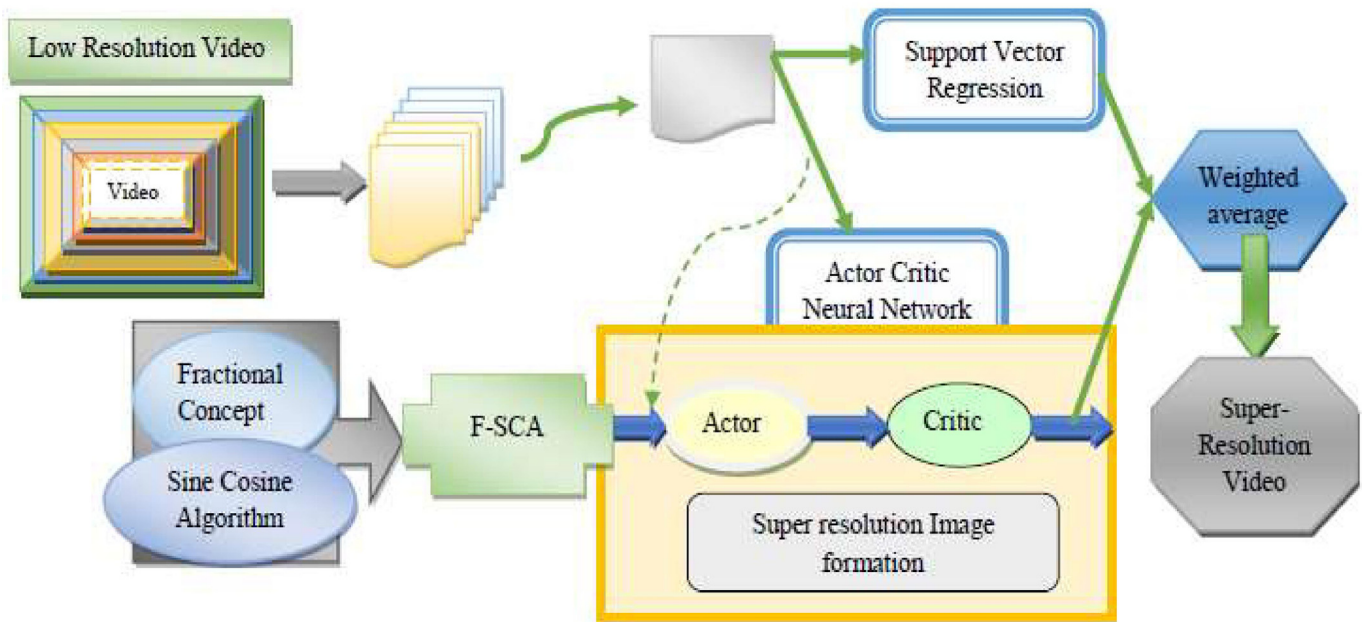 Low Resolution Video
Video
Support Vector
Regression
Weighted
average
Actor Critic
Neural Network
Fractional
Concept
Sine Cosine
Algorithm
F-SCA
Actor
Critic
Super resolution Image
formation
Super-
Resolution
Video